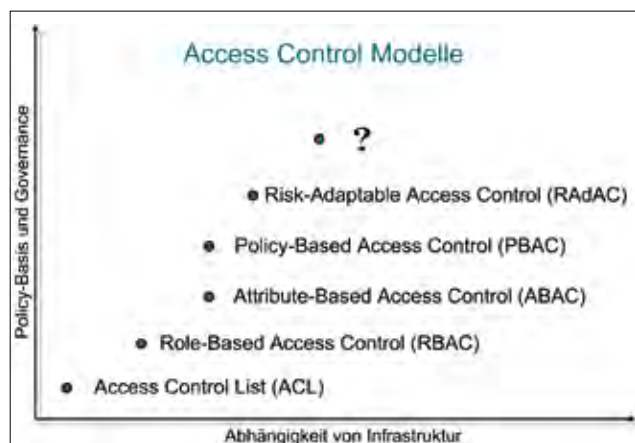 Access Control Modelle
?
Risk-Adaptable Access Control (RAdAC)
Policy-Based Access Control (PBAC)
Attribute-Based Access Control (ABAC)
Role-Based Access Control (RBAC)
Access Control List (ACL)
Policy-Basis und Governance
Abhängigkeit von Infrastruktur